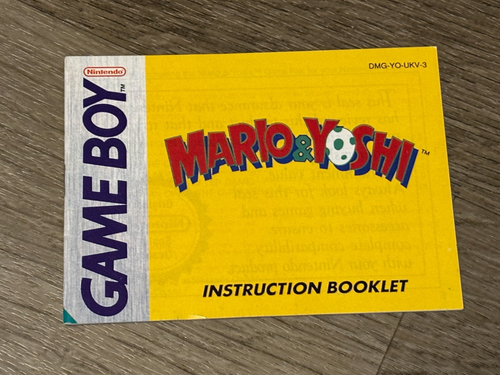 Nintendo
GAME BOY™
DMG-YO-UKV-3
MARIO & YOSHI™
INSTRUCTION BOOKLET